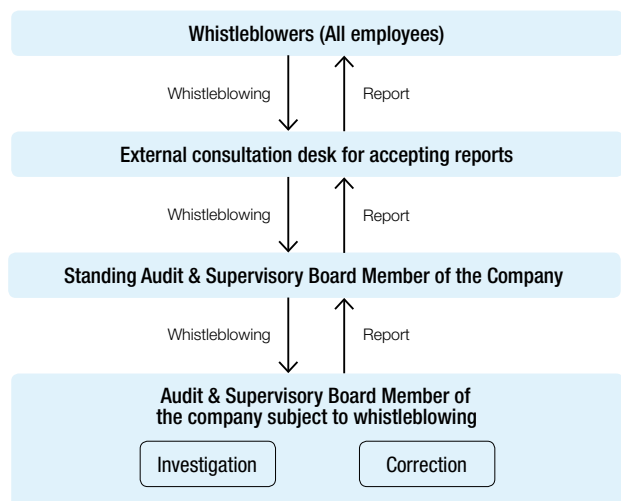 Whistleblowers (All employees)
Whistleblowing
Report
External consultation desk for accepting reports
Whistleblowing
Report
Standing Audit & Supervisory Board Member of the Company
Whistleblowing
Report
Audit & Supervisory Board Member of
the company subject to whistleblowing
Investigation
Correction